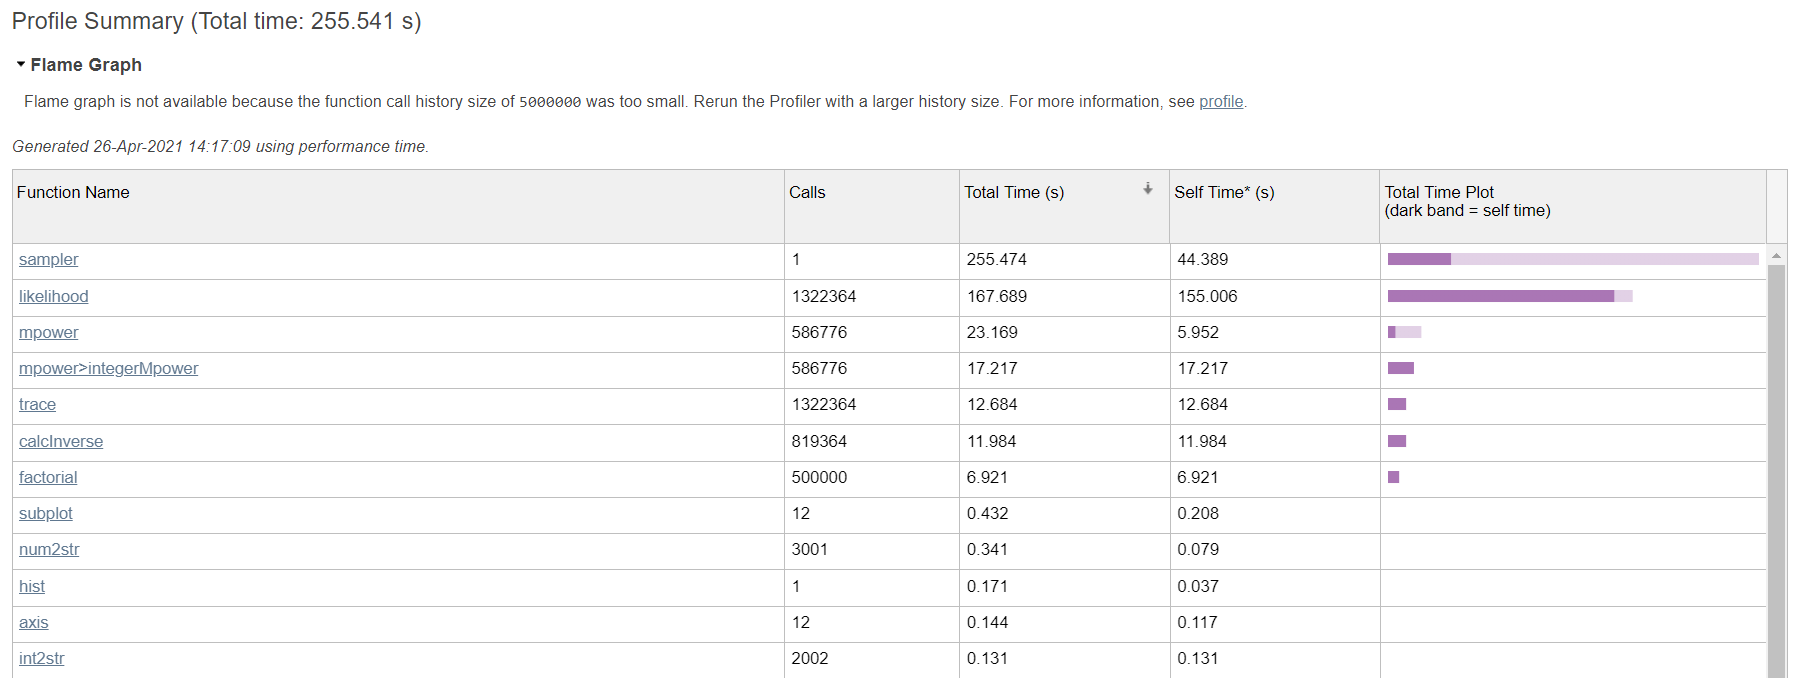 Profile Summary (Total time: 255.541 s)
Flame Graph
Flame graph is not available because the function call history size of 5000000 was too small. Rerun the Profiler with a larger history size. For more information, see profile.
Generated 26-Apr-2021 14:17:09 using performance time.
Function Name Calls Total Time (s) Self Time* (s) Total Time Plot
(dark band = self time)
sampler 1 255.474 44.389
likelihood 1322364 167.689 155.006
mpower 586776 23.169 5.952
mpower>integerMpower 586776 17.217 17.217
trace 1322364 12.684 12.684
calcInverse 819364 11.984 11.984
factorial 500000 6.921 6.921
subplot 12 0.432 0.208
num2str 3001 0.341 0.079
hist 1 0.171 0.037
axis 12 0.144 0.117
int2str 2002 0.131 0.131